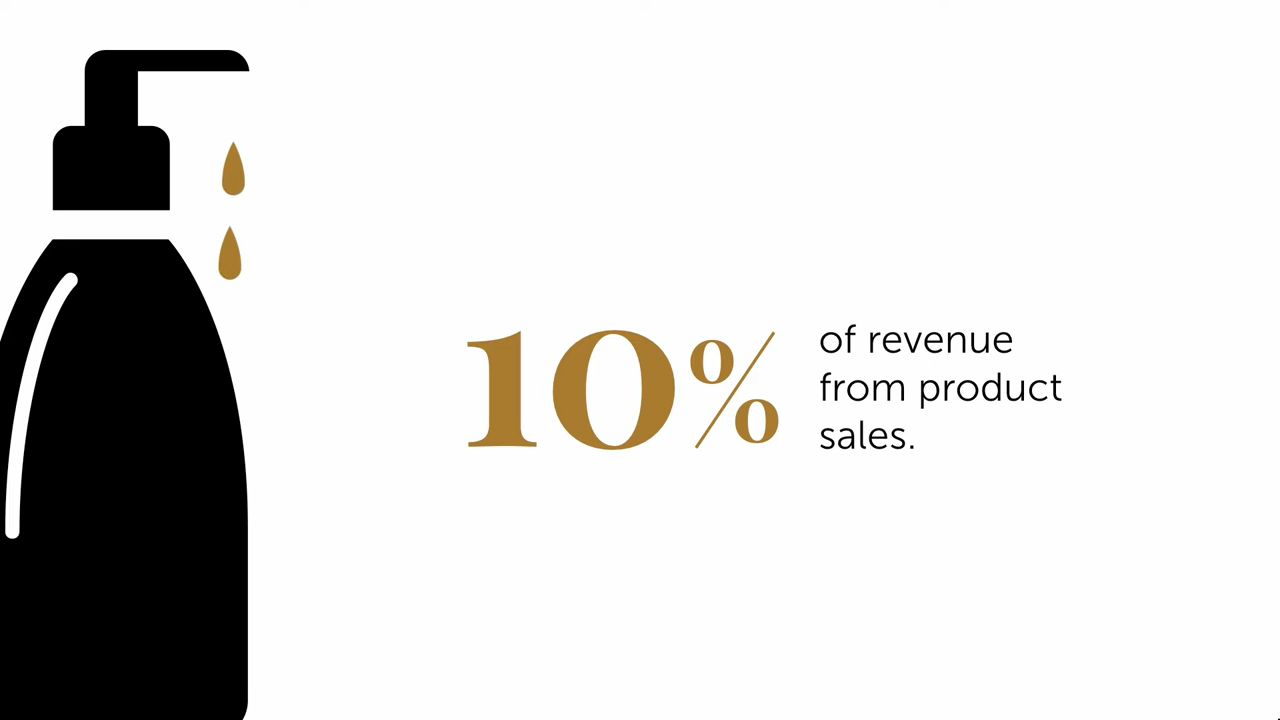 10%
of revenue
from product
sales.